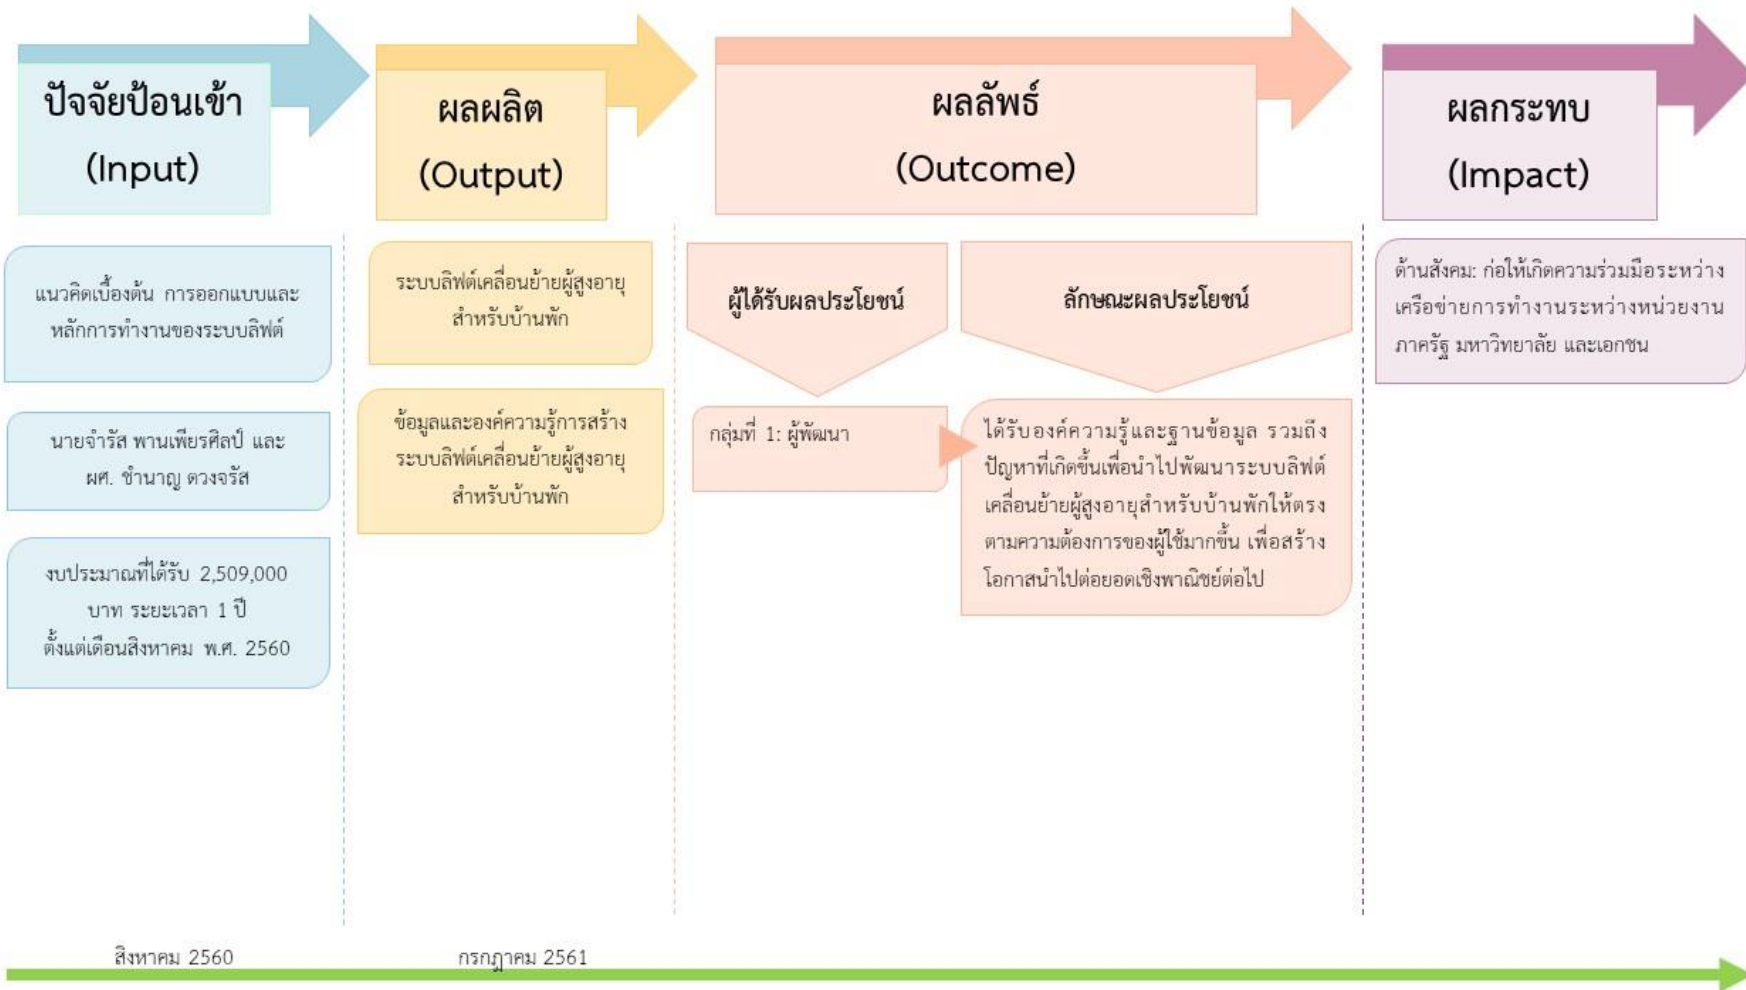 ปัจจัยป้อนเข้า
(Input)
ผลผลิต
(Output)
ผลลัพธ์
(Outcome)
ผลกระทบ
(Impact)
แนวคิดเบื้องต้น การออกแบบและ
หลักการทำงานของระบบลิฟต์
นายจำรัส พานเพียรศิลป์ และ
ผศ. ชำนาญ ดวงจรัส
งบประมาณที่ได้รับ 2,509,000
บาท ระยะเวลา 1 ปี
ตั้งแต่เดือนสิงหาคม พ.ศ. 2560
ระบบลิฟต์เคลื่อนย้ายผู้สูงอายุ
สำหรับบ้านพัก
ข้อมูลและองค์ความรู้การสร้าง
ระบบลิฟต์เคลื่อนย้ายผู้สูงอายุ
สำหรับบ้านพัก
ผู้ได้รับผลประโยชน์
ลักษณะผลประโยชน์
กลุ่มที่ 1: ผู้พัฒนา
ได้รับองค์ความรู้และฐานข้อมูล รวมถึง
ปัญหาที่เกิดขึ้นเพื่อนำไปพัฒนาระบบลิฟต์
เคลื่อนย้ายผู้สูงอายุสำหรับบ้านพักให้ตรง
ตามความต้องการของผู้ใช้มากขึ้น เพื่อสร้าง
โอกาสนำไปต่อยอดเชิงพาณิชย์ต่อไป
ด้านสังคม: ก่อให้เกิดความร่วมมือระหว่าง
เครือข่ายการทำงานระหว่างหน่วยงาน
ภาครัฐ มหาวิทยาลัย และเอกชน
สิงหาคม 2560
กรกฎาคม 2561